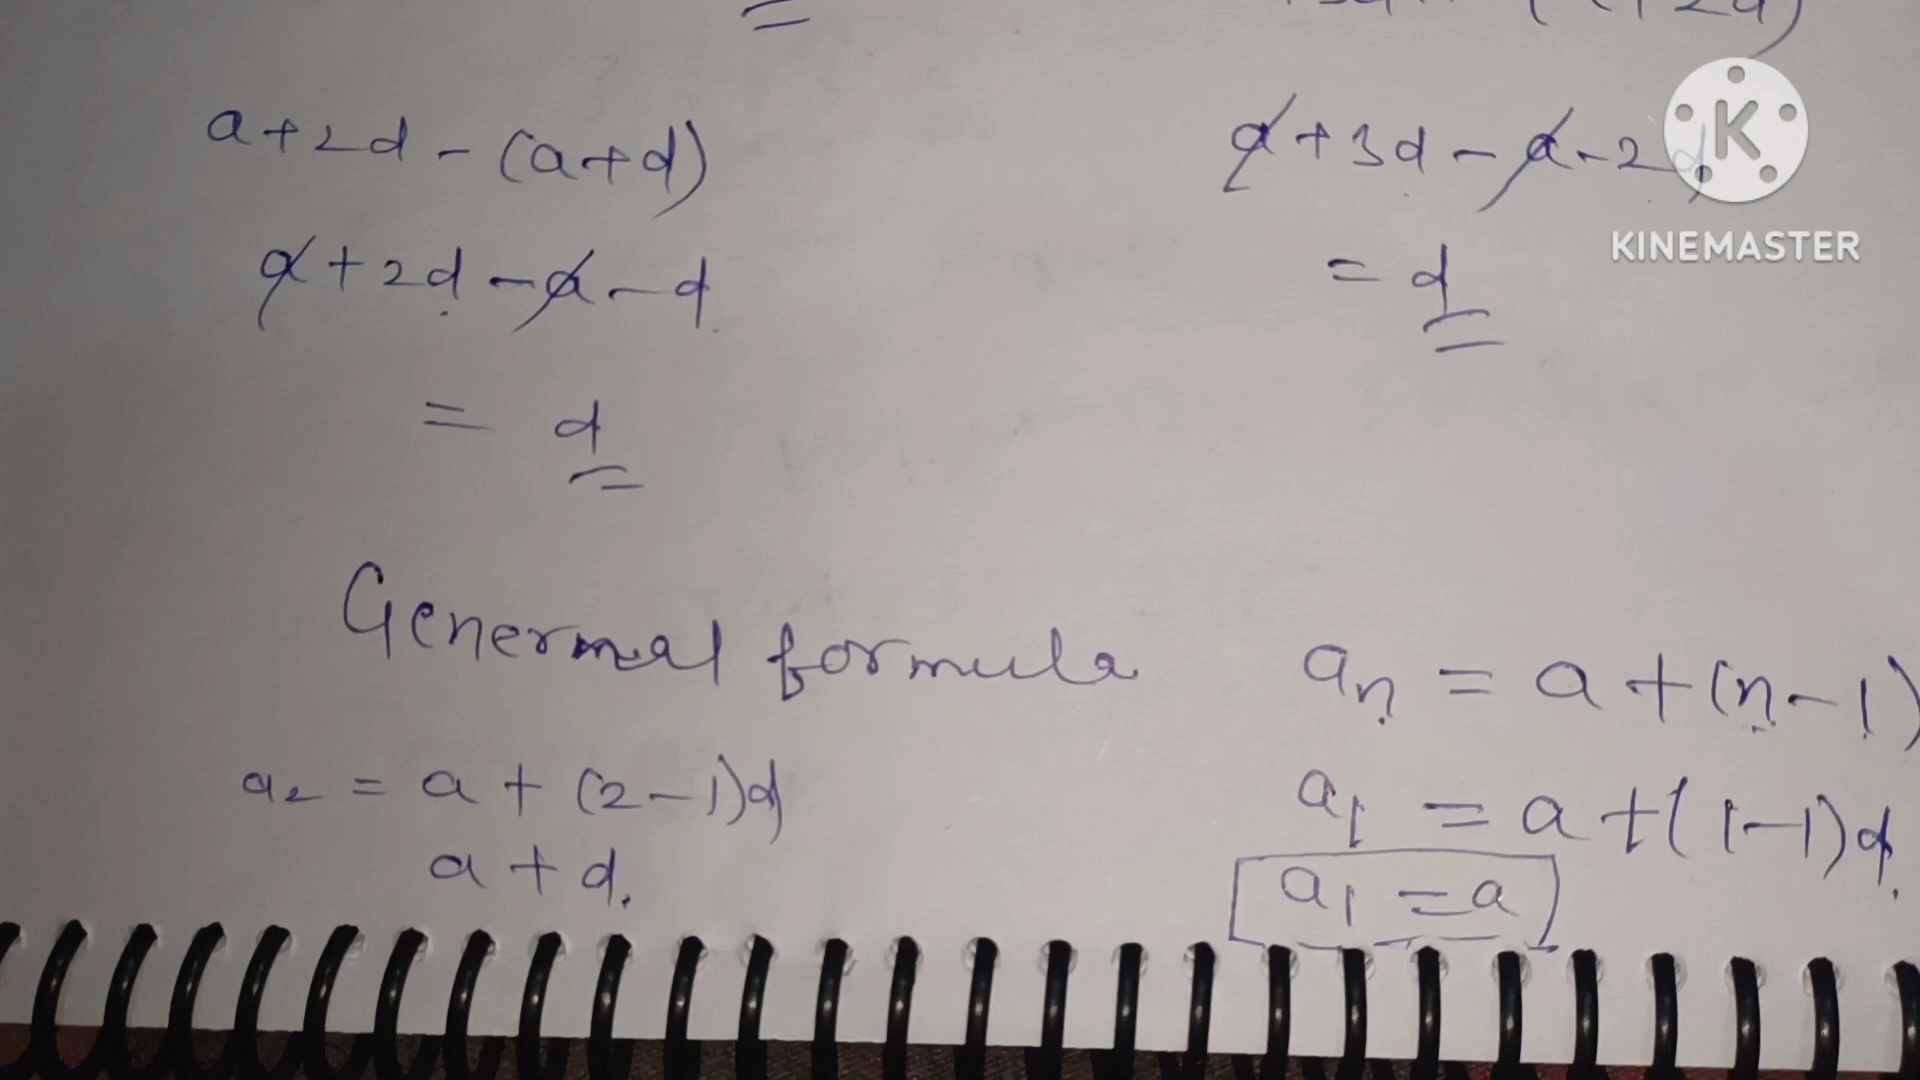 a+2d-(a+d)
a+2d-a-d
= d
a+3d-a-2d
= d
K
KINEMASTER
Genermal formula
an = a+(n-1)
a2 = a+(2-1)d
a+d.
a1 = a+(1-1)d.
a1 = a